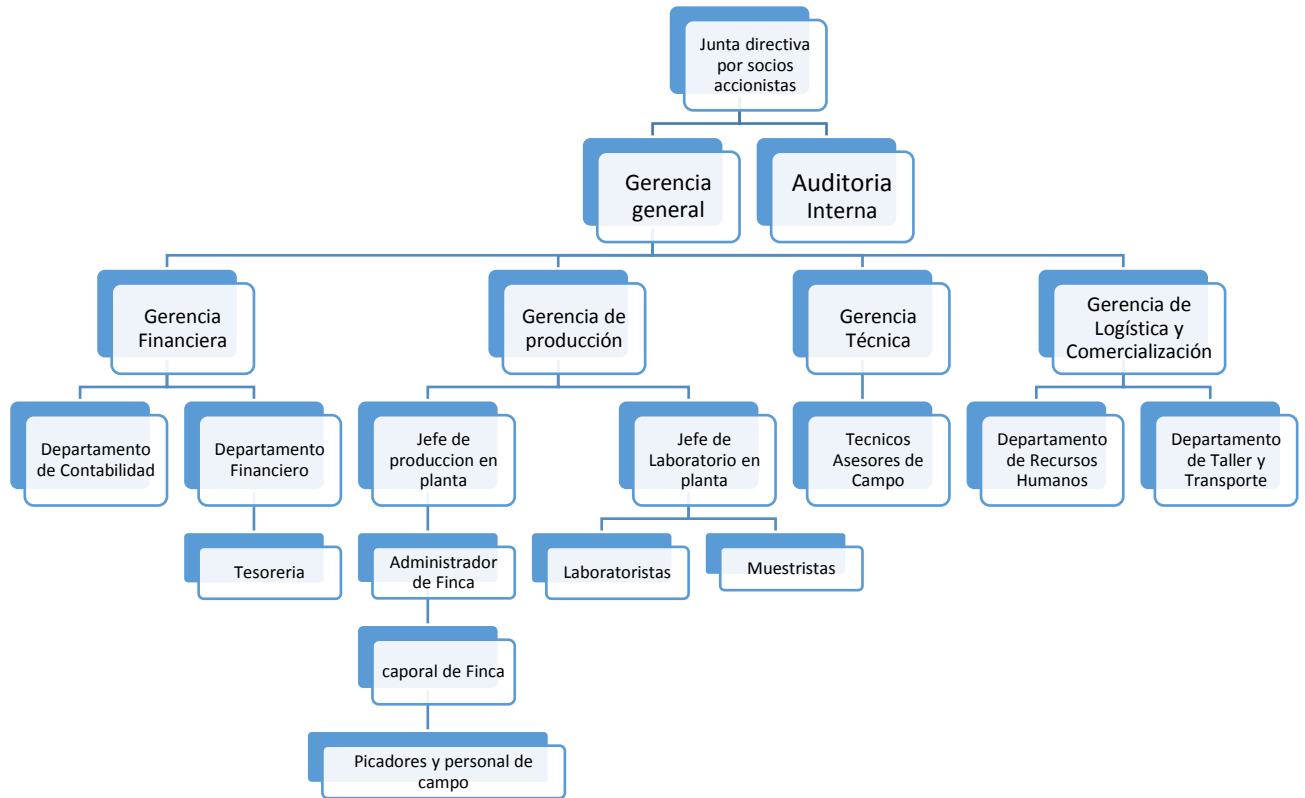 Junta directiva
por socios
accionistas
Gerencia
general
Auditoria
Interna
Gerencia
Financiera
Gerencia de
producción
Gerencia
Técnica
Gerencia de
Logística y
Comercialización
Departamento
de Contabilidad
Departamento
Financiero
Jefe de
produccion en
planta
Jefe de
Laboratorio en
planta
Tecnicos
Asesores de
Campo
Departamento
de Recursos
Humanos
Departamento
de Taller y
Transporte
Tesoreria
Administrador
de Finca
Laboratoristas
Muestristas
caporal de Finca
Picadores y personal de
campo